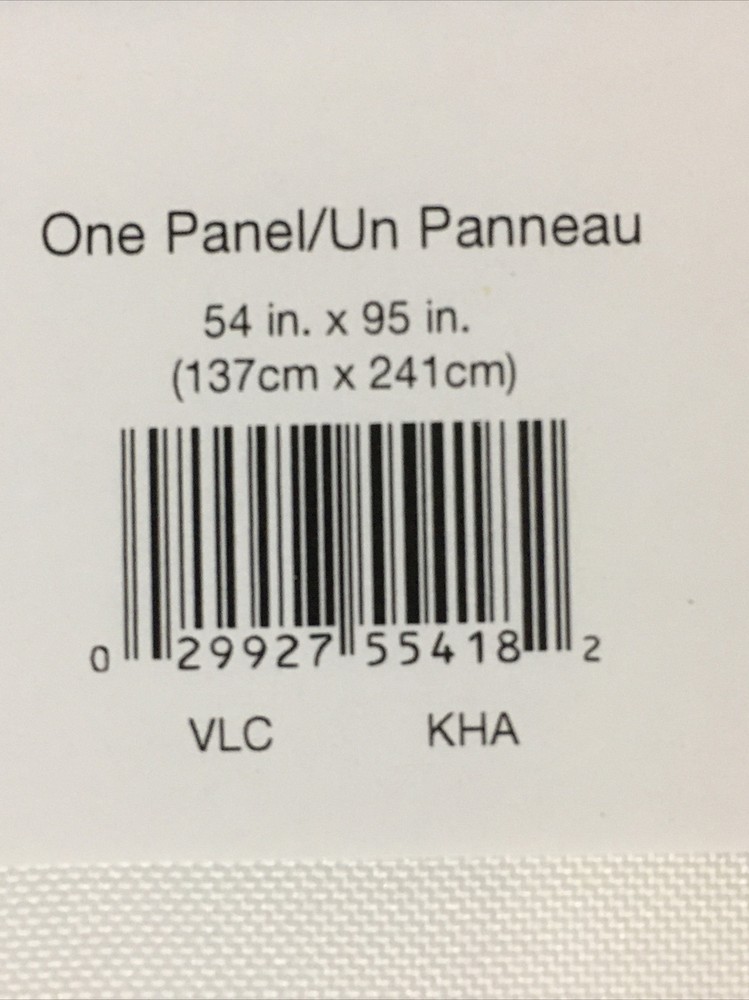 One Panel/Un Panneau
54 in. x 95 in.
(137cm x 241cm)
0 29927 55418 2
VLC KHA